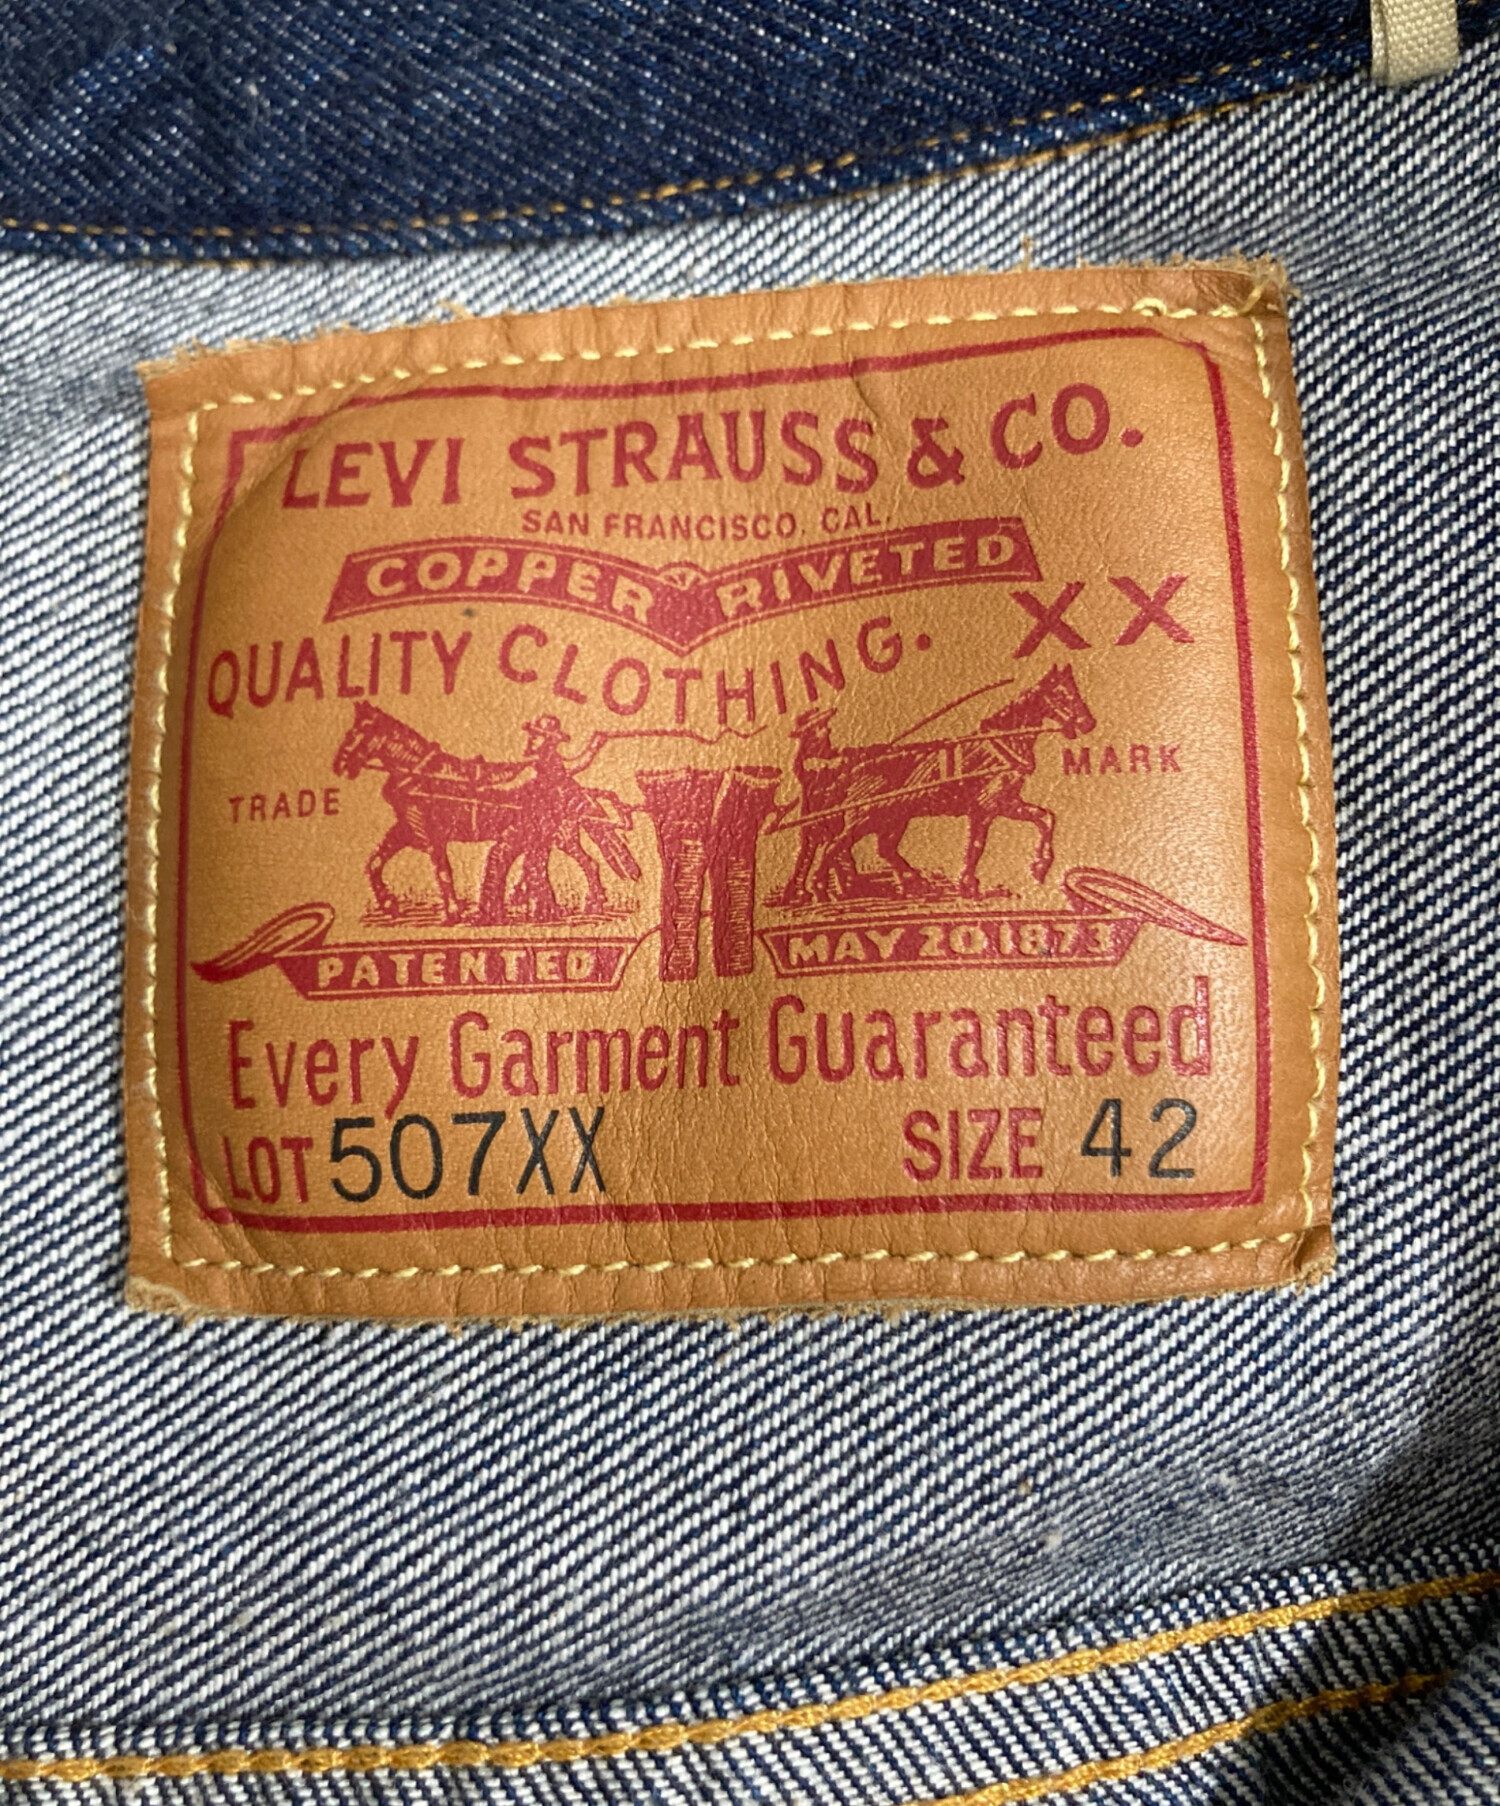 LEVI STRAUSS & CO.
SAN FRANCISCO. CAL.
COPPER RIVETED
QUALITY CLOTHING. XX
TRADE MARK
PATENTED MAY 20 1873
Every Garment Guaranteed
LOT 507XX SIZE 42